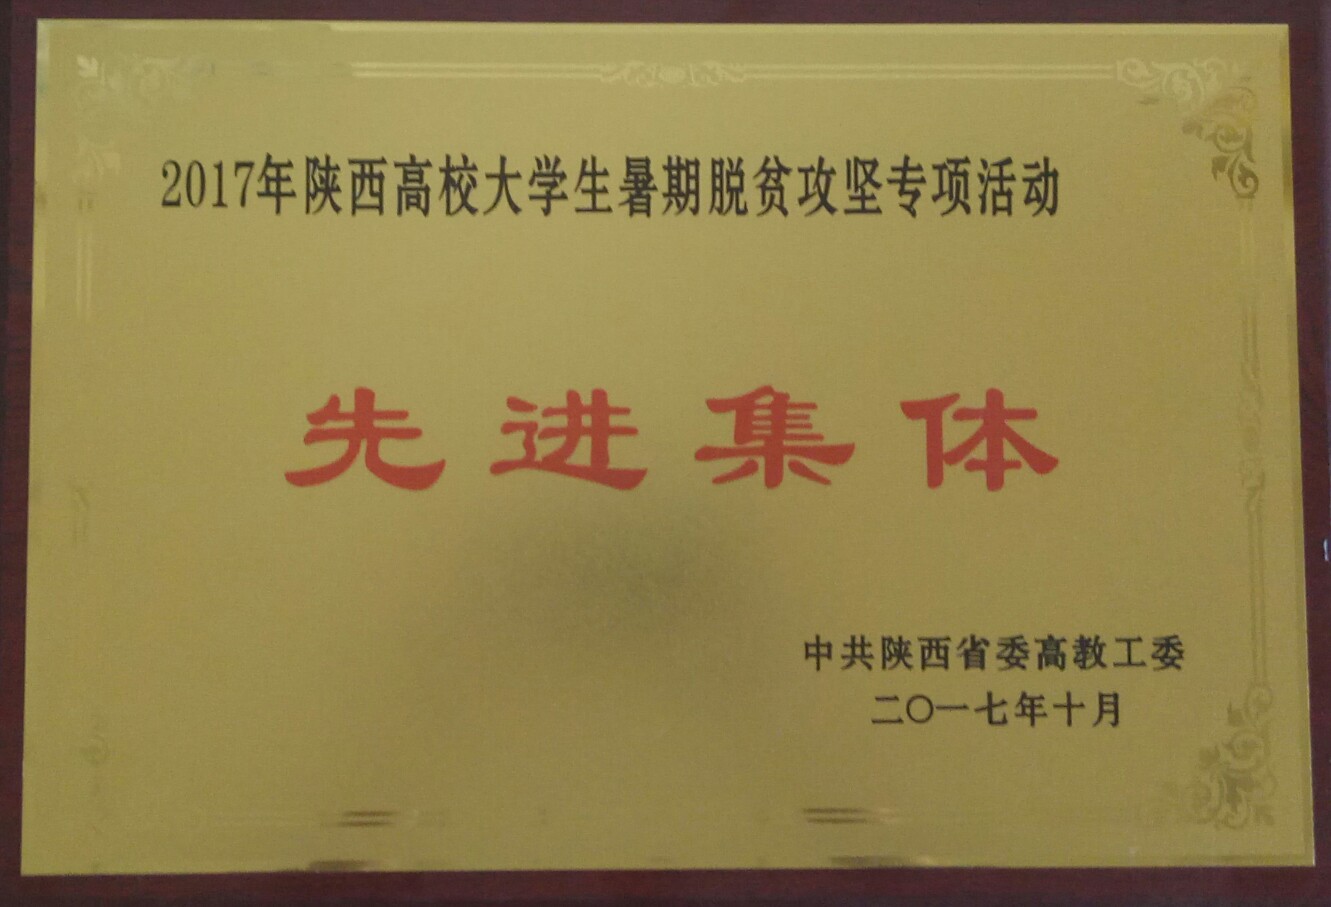 2017年陕西高校大学生暑期脱贫攻坚专项活动
先进集体
中共陕西省委高教工委
二〇一七年十月